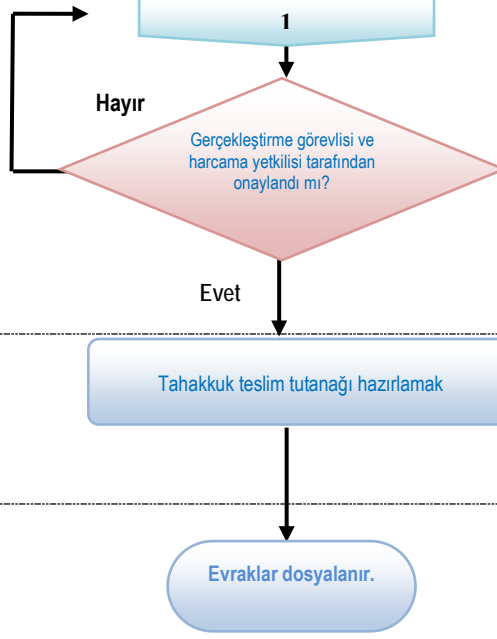 1
Hayır
Gerçekleştirme görevlisi ve
harcama yetkilisi tarafından
onaylandı mı?
Evet
Tahakkuk teslim tutanağı hazırlamak
Evraklar dosyalanır.